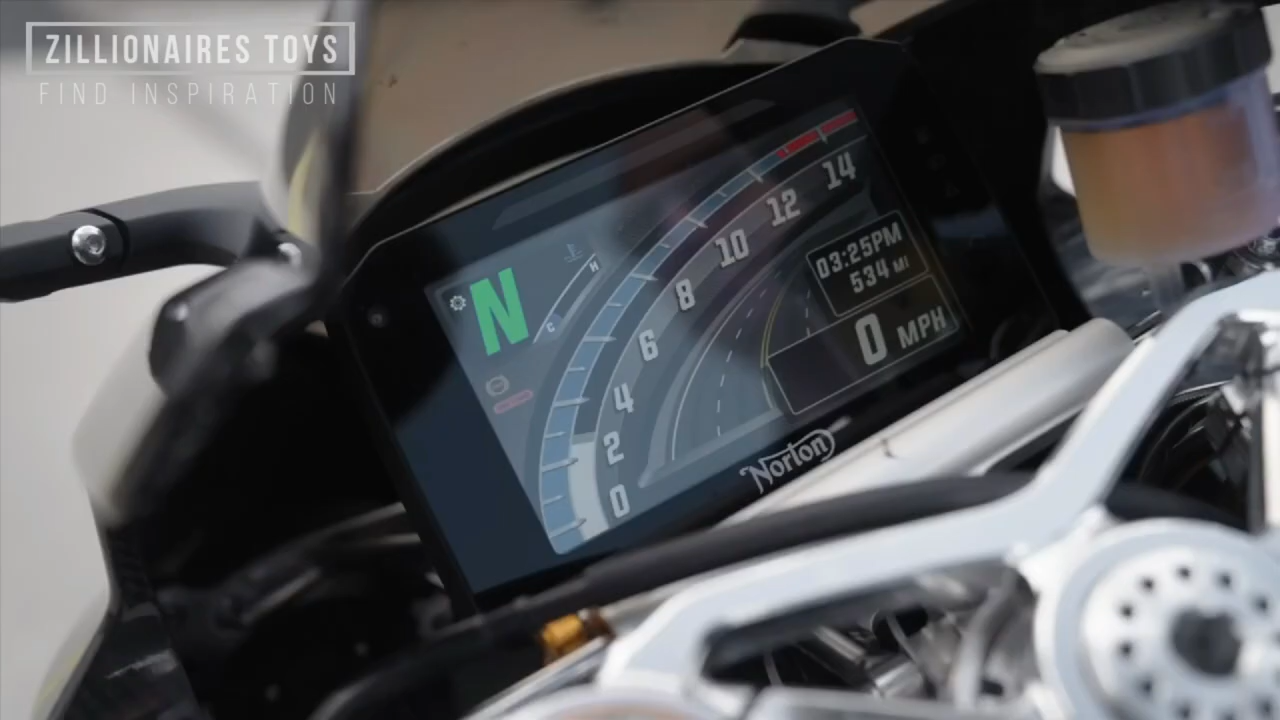 ZILLIONAIRES TOYS
FIND INSPIRATION
N
H
C
14
12
10
8
6
4
2
0
03:25PM
534 MI
0 MPH
Norton